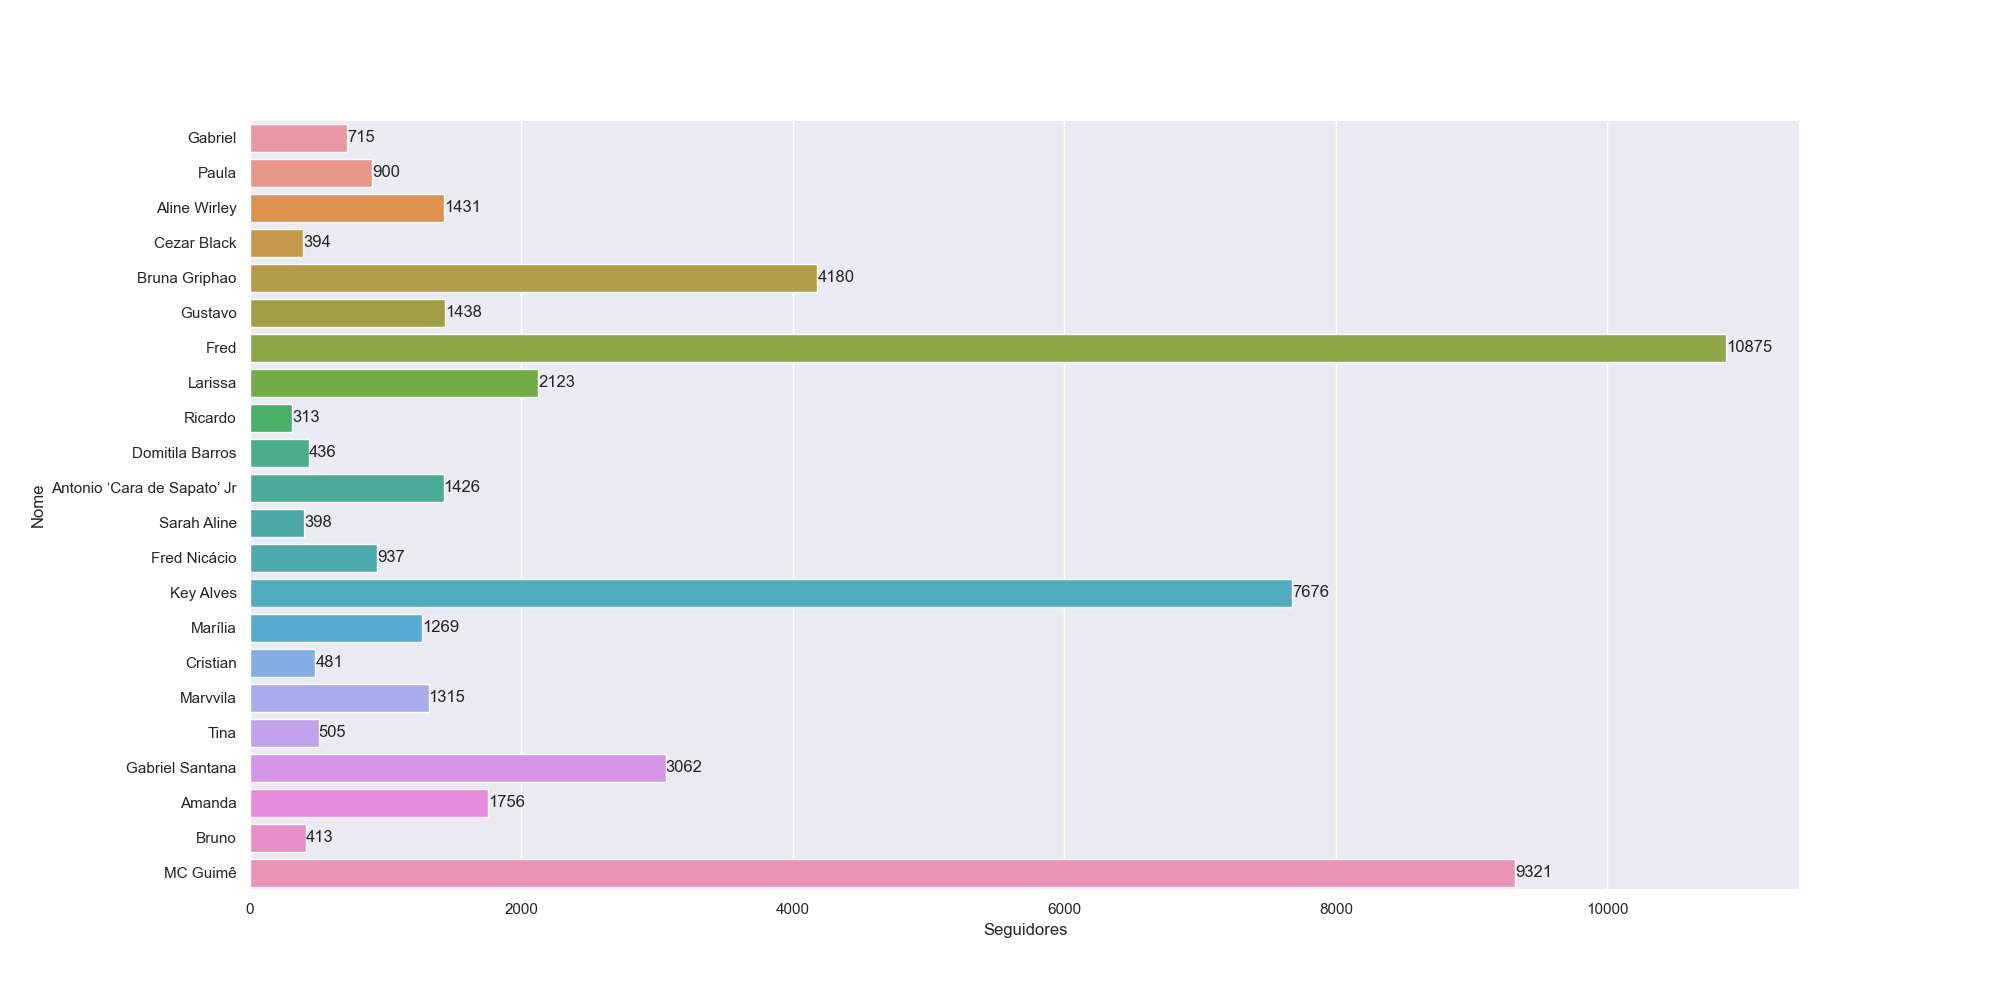 Gabriel 715
Paula 900
Aline Wirley 1431
Cezar Black 394
Bruna Griphao 4180
Gustavo 1438
Fred 10875
Larissa 2123
Ricardo 313
Domitila Barros 436
Antonio ‘Cara de Sapato’ Jr 1426
Sarah Aline 398
Fred Nicácio 937
Key Alves 7676
Marília 1269
Cristian 481
Marvvila 1315
Tina 505
Gabriel Santana 3062
Amanda 1756
Bruno 413
MC Guimê 9321
Nome
0 2000 4000 6000 8000 10000
Seguidores